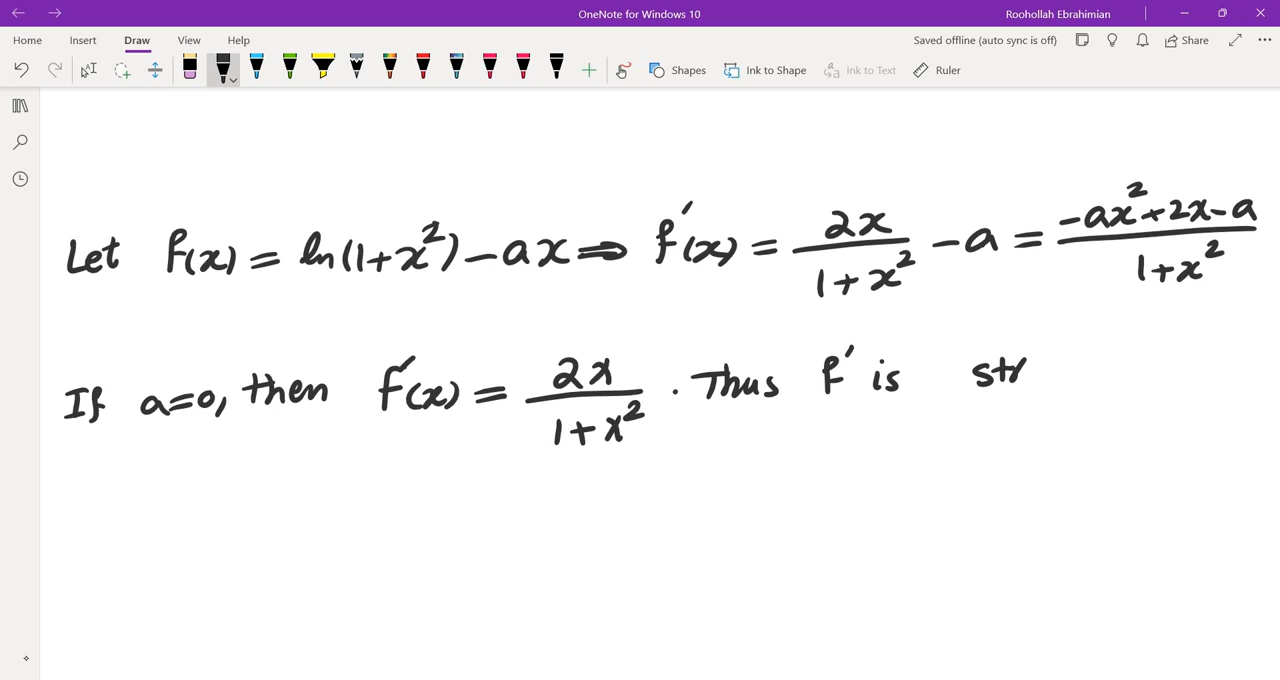 OneNote for Windows 10
Roohollah Ebrahimian
Home Insert Draw View Help
Saved offline (auto sync is off)
Share
Shapes
Ink to Shape
Ink to Text
Ruler
Let f(x) = ln(1+x²) - ax ⇒ f'(x) = 2x/(1+x²) - a = (-ax²+2x-a)/(1+x²)
If a=0, then f'(x) = 2x/(1+x²). Thus f' is str